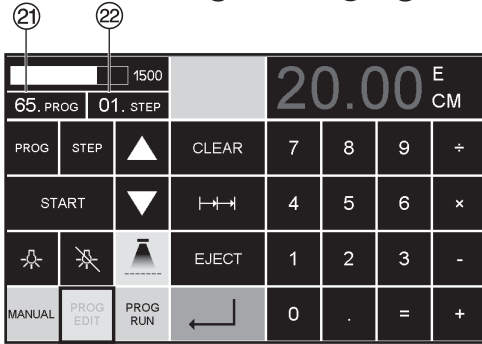 21 22
1500
65. PROG 01. STEP
20.00 E
CM
PROG STEP CLEAR 7 8 9 ÷
START 4 5 6 ×
EJECT 1 2 3 -
MANUAL PROG EDIT PROG RUN 0 . = +